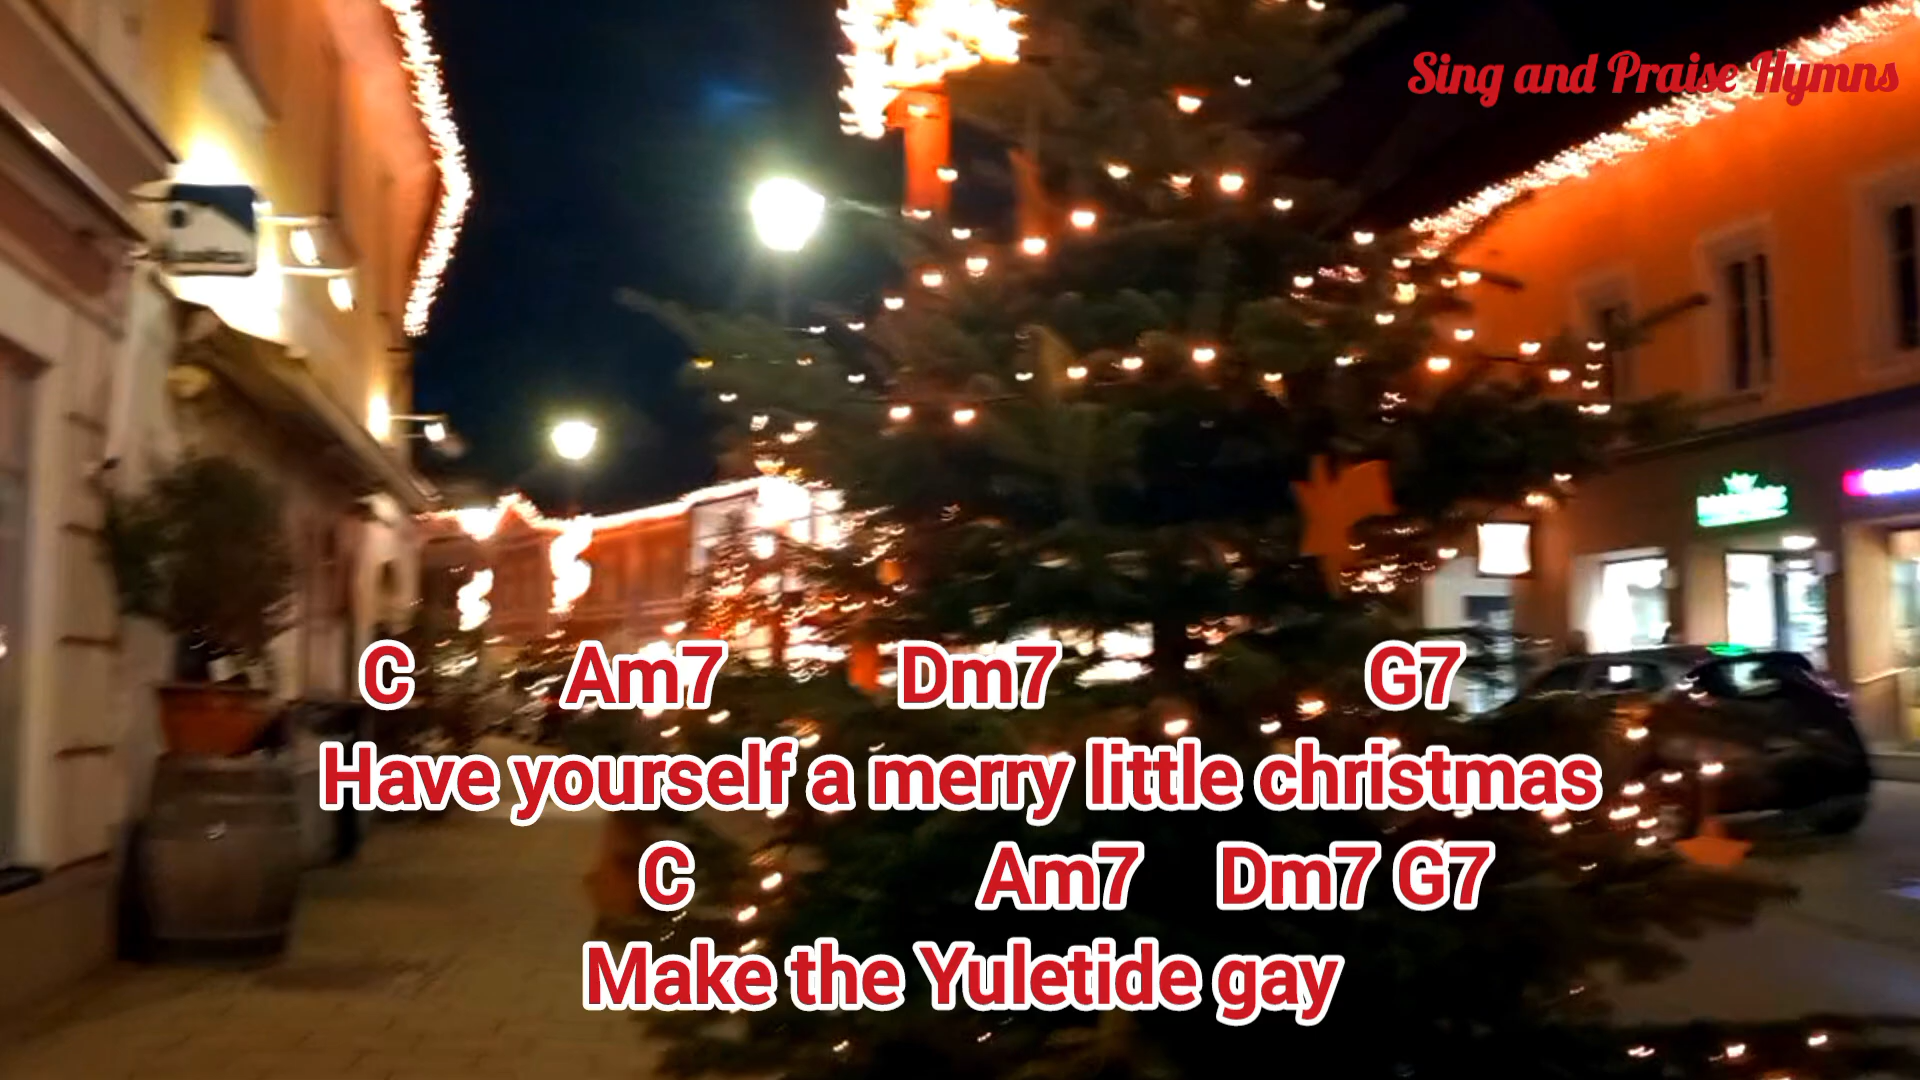 Sing and Praise Hymns
C Am7 Dm7 G7
Have yourself a merry little christmas
C Am7 Dm7 G7
Make the Yuletide gay